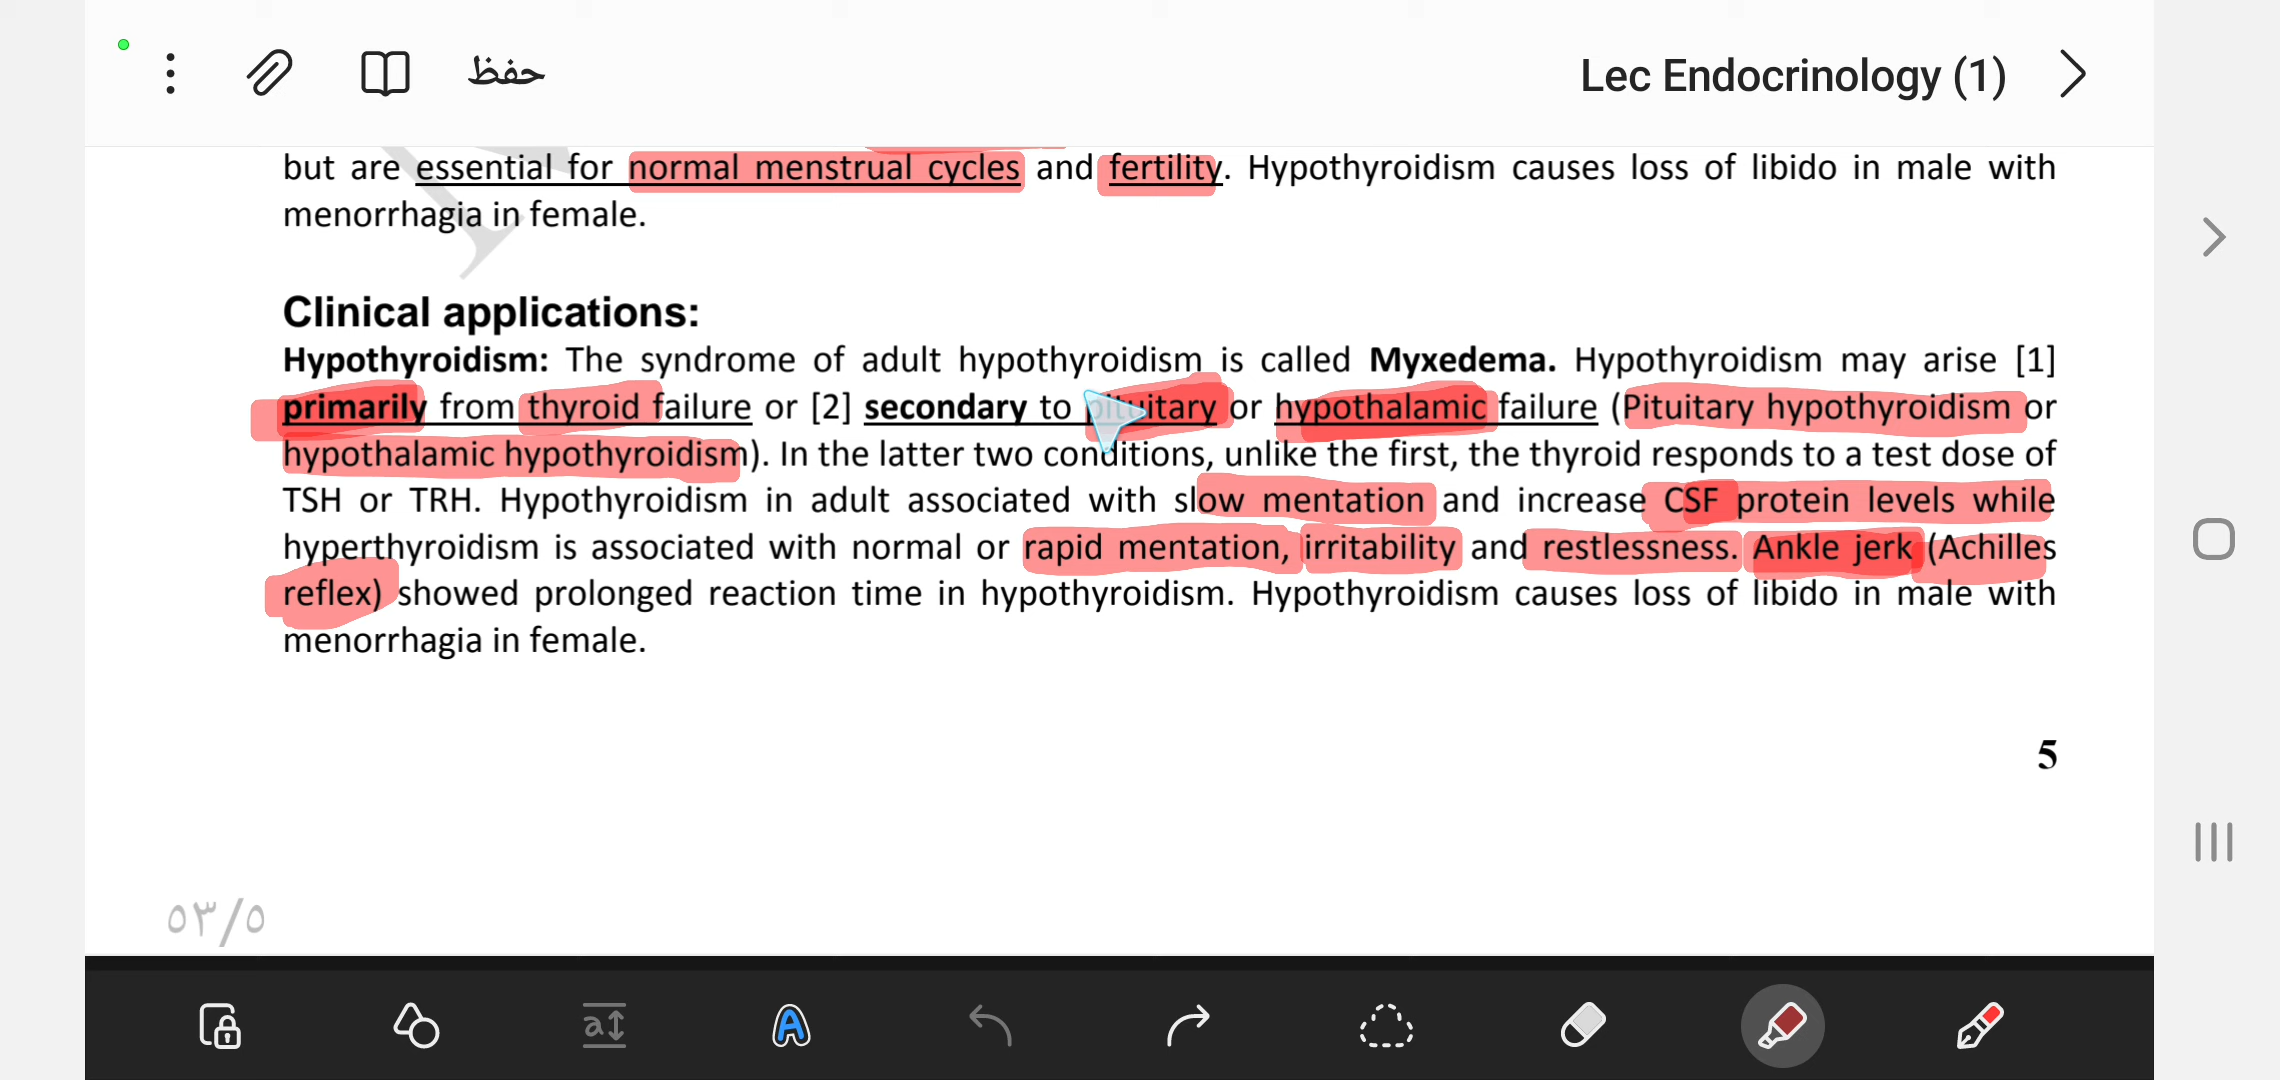 حفظ
Lec Endocrinology (1)
but are essential for normal menstrual cycles and fertility. Hypothyroidism causes loss of libido in male with
menorrhagia in female.
Clinical applications:
Hypothyroidism: The syndrome of adult hypothyroidism is called Myxedema. Hypothyroidism may arise [1]
primarily from thyroid failure or [2] secondary to pituitary or hypothalamic failure (Pituitary hypothyroidism or
hypothalamic hypothyroidism). In the latter two conditions, unlike the first, the thyroid responds to a test dose of
TSH or TRH. Hypothyroidism in adult associated with slow mentation and increase CSF protein levels while
hyperthyroidism is associated with normal or rapid mentation, irritability and restlessness. Ankle jerk (Achilles
reflex) showed prolonged reaction time in hypothyroidism. Hypothyroidism causes loss of libido in male with
menorrhagia in female.
5
٥٣/٥